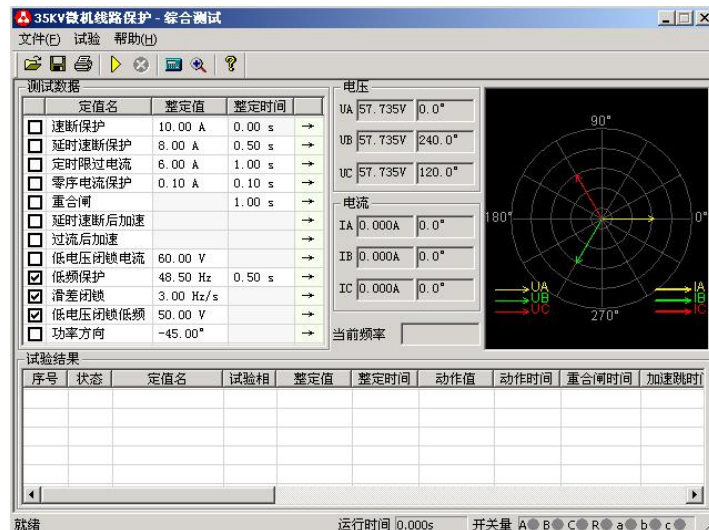 35KV微机线路保护 - 综合测试
文件(F) 试验 帮助(H)
测试数据
定值名 整定值 整定时间
速断保护 10.00 A 0.00 s →
延时速断保护 8.00 A 0.50 s →
定时限过电流 6.00 A 1.00 s →
零序电流保护 0.10 A 0.10 s →
重合闸 1.00 s →
延时速断后加速 →
过流后加速 →
低电压闭锁电流 60.00 V →
低频保护 48.50 Hz 0.50 s →
滑差闭锁 3.00 Hz/s →
低电压闭锁低频 50.00 V →
功率方向 -45.00° →
电压
UA 57.735V 0.0°
UB 57.735V 240.0°
UC 57.735V 120.0°
电流
IA 0.000A 0.0°
IB 0.000A 0.0°
IC 0.000A 0.0°
当前频率
90°
180° 0°
270°
UA IA
UB IB
UC IC
试验结果
序号 状态 定值名 试验相 整定值 整定时间 动作值 动作时间 重合闸时间 加速跳时
就绪 运行时间 0.000s 开关量 A B C R a b c